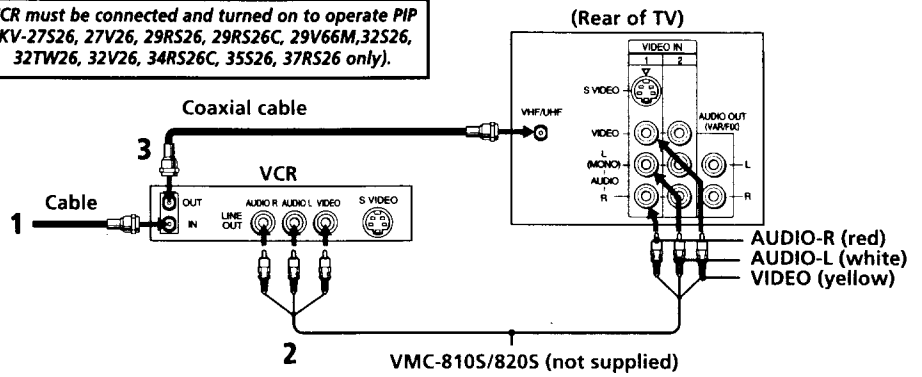 CR must be connected and turned on to operate PIP
KV-27S26, 27V26, 29RS26, 29RS26C, 29V66M,32S26,
32TW26, 32V26, 34RS26C, 35S26, 37RS26 only).
(Rear of TV)
VIDEO IN
1 2
S VIDEO
Coaxial cable
VHF/UHF
AUDIO OUT
(VAR/FIX)
VIDEO
3
L
(MONO)
L
AUDIO
R
R
VCR
Cable
1
OUT
IN
LINE
OUT
AUDIO R AUDIO L VIDEO
S VIDEO
AUDIO-R (red)
AUDIO-L (white)
VIDEO (yellow)
2
VMC-810S/820S (not supplied)